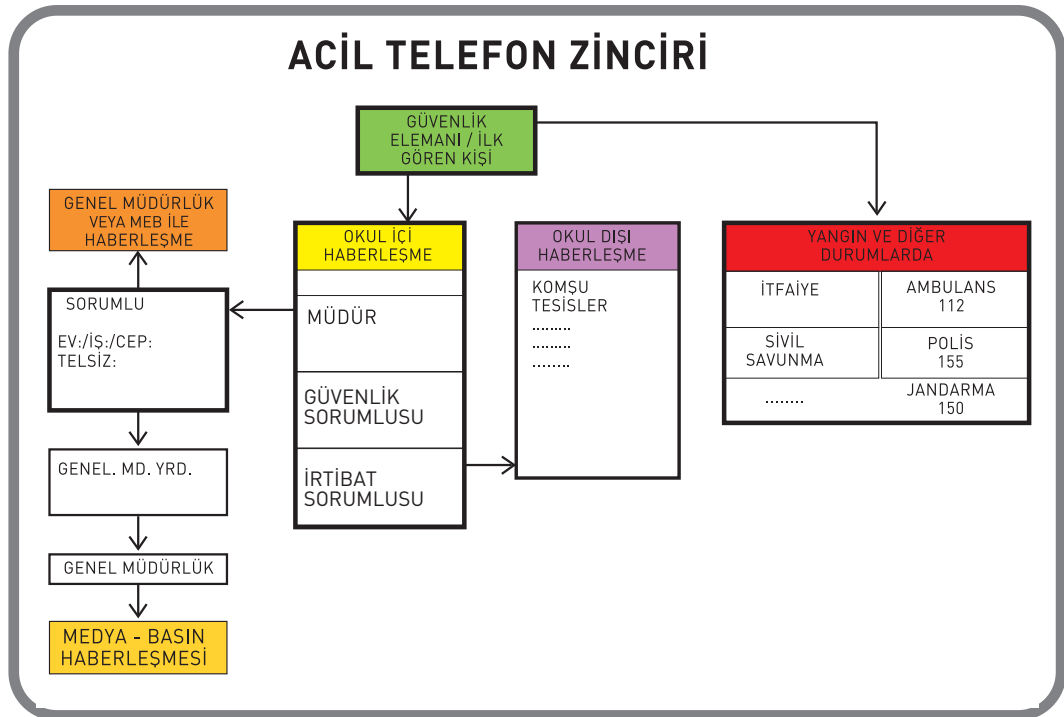 ACİL TELEFON ZİNCİRİ
GÜVENLİK
ELEMANI / İLK
GÖREN KİŞİ
GENEL MÜDÜRLÜK
VEYA MEB İLE
HABERLEŞME
SORUMLU
EV:/İŞ:/CEP:
TELSİZ:
GENEL. MD. YRD.
GENEL MÜDÜRLÜK
MEDYA - BASIN
HABERLEŞMESİ
OKUL İÇİ
HABERLEŞME
MÜDÜR
GÜVENLİK
SORUMLUSU
İRTİBAT
SORUMLUSU
OKUL DIŞI
HABERLEŞME
KOMŞU
TESİSLER
.........
.........
........
YANGIN VE DİĞER
DURUMLARDA
İTFAİYE
AMBULANS
112
SİVİL
SAVUNMA
POLİS
155
........
JANDARMA
150